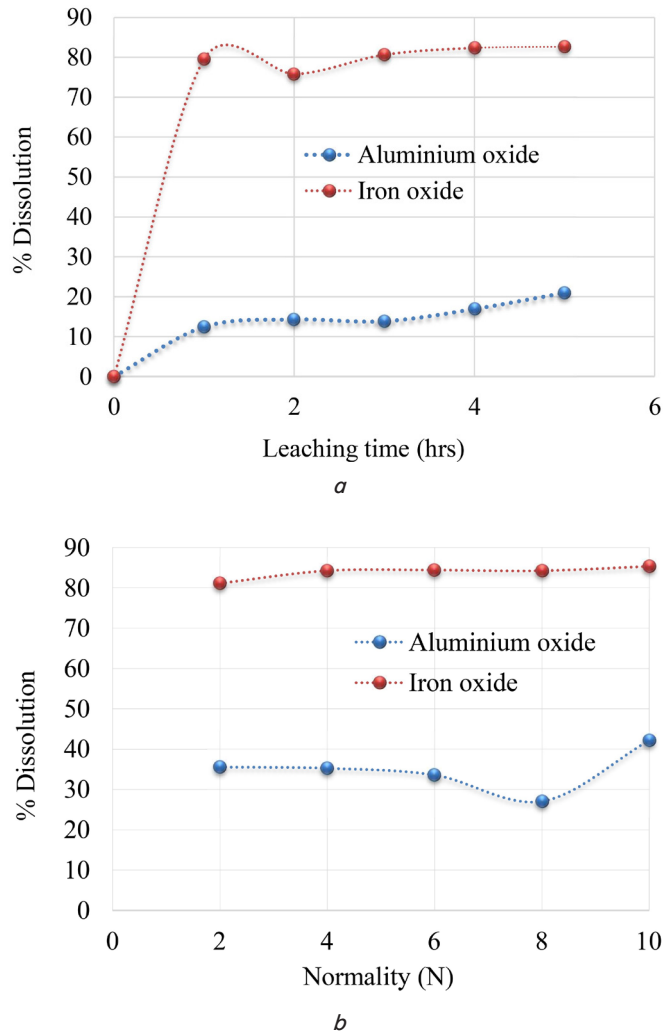 90
80
70
60
50
40
30
20
10
0
% Dissolution
Aluminium oxide
Iron oxide
0 2 4 6
Leaching time (hrs)
a
90
80
70
60
50
40
30
20
10
0
% Dissolution
Aluminium oxide
Iron oxide
0 2 4 6 8 10
Normality (N)
b